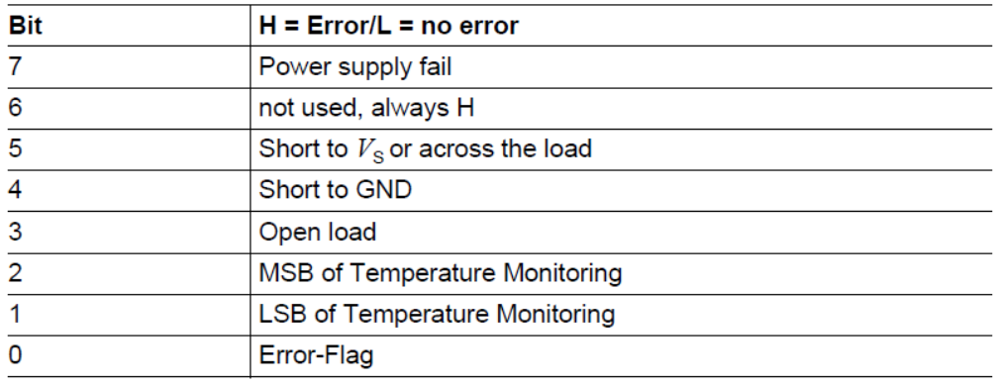 Bit H = Error/L = no error
7 Power supply fail
6 not used, always H
5 Short to VS or across the load
4 Short to GND
3 Open load
2 MSB of Temperature Monitoring
1 LSB of Temperature Monitoring
0 Error-Flag